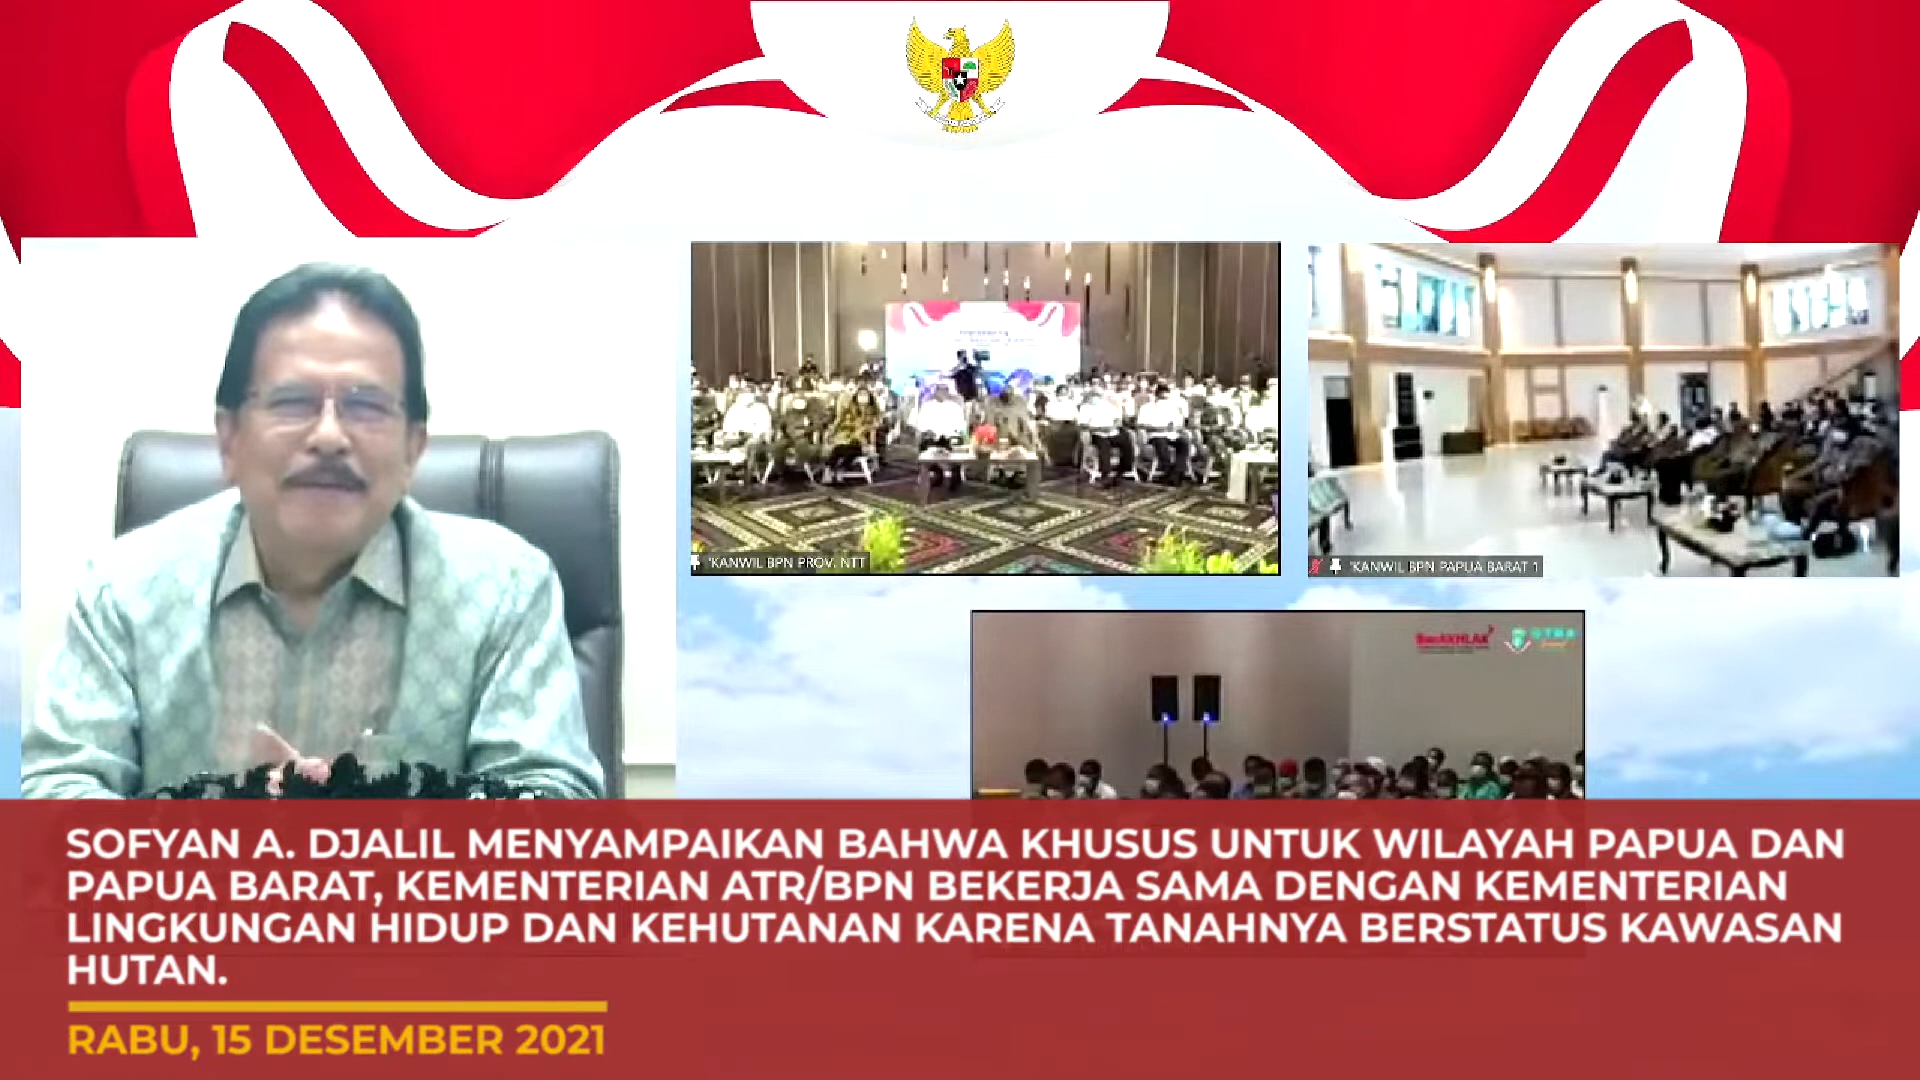 'KANWIL BPN PROV. NTT
'KANWIL BPN PAPUA BARAT 1
BerAKHLAK
SOFYAN A. DJALIL MENYAMPAIKAN BAHWA KHUSUS UNTUK WILAYAH PAPUA DAN
PAPUA BARAT, KEMENTERIAN ATR/BPN BEKERJA SAMA DENGAN KEMENTERIAN
LINGKUNGAN HIDUP DAN KEHUTANAN KARENA TANAHNYA BERSTATUS KAWASAN
HUTAN.
RABU, 15 DESEMBER 2021